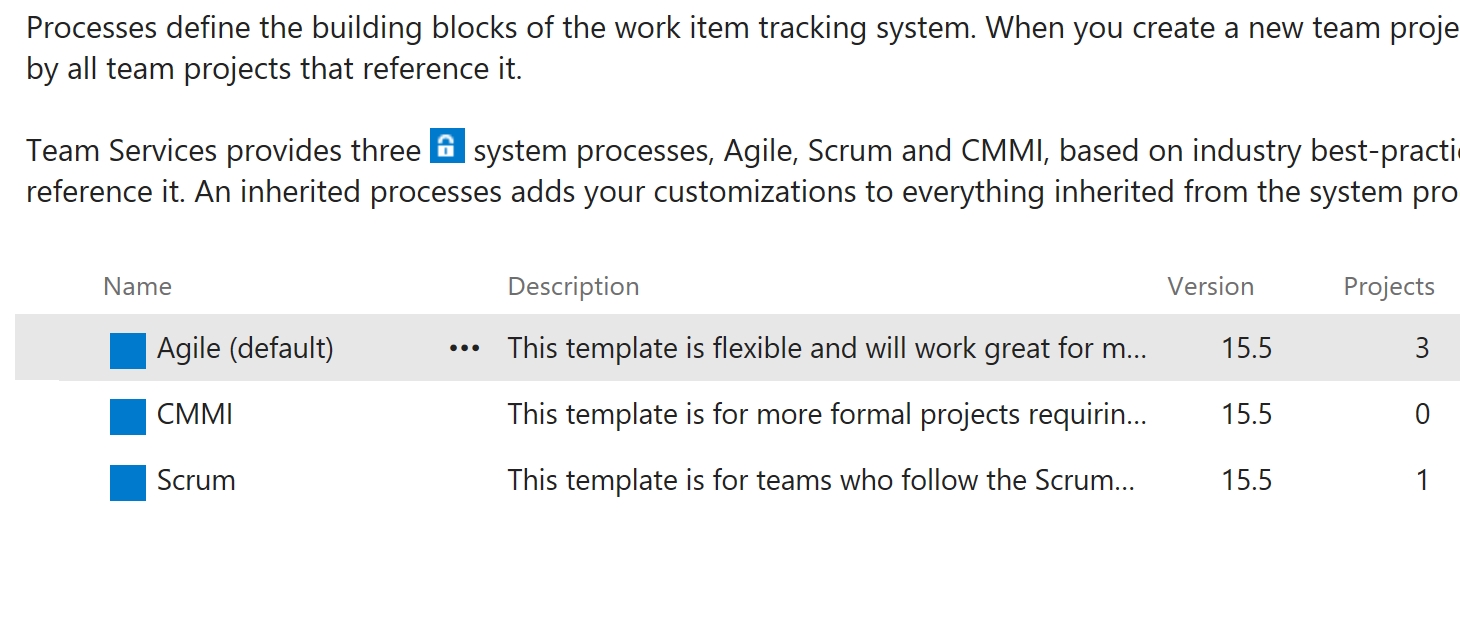 Processes define the building blocks of the work item tracking system. When you create a new team proje
by all team projects that reference it.
Team Services provides three system processes, Agile, Scrum and CMMI, based on industry best-practi
reference it. An inherited processes adds your customizations to everything inherited from the system pro
Name Description Version Projects
Agile (default) ••• This template is flexible and will work great for m... 15.5 3
CMMI This template is for more formal projects requirin... 15.5 0
Scrum This template is for teams who follow the Scrum... 15.5 1